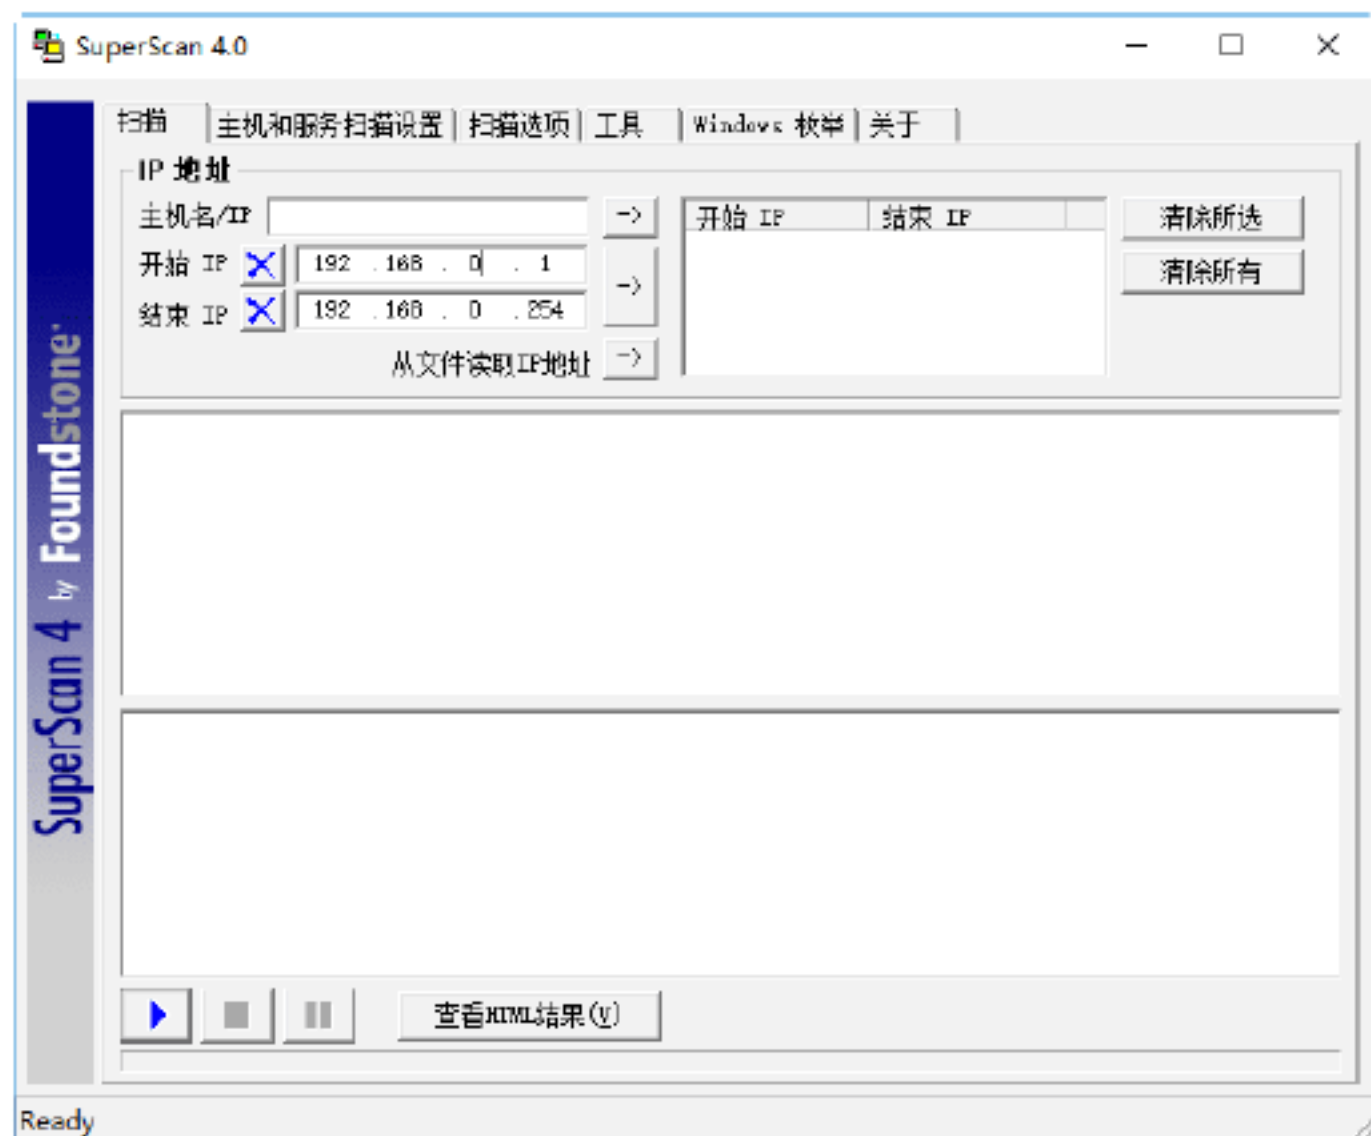 SuperScan 4.0
扫描 主机和服务扫描设置 扫描选项 工具 Windows 枚举 关于
IP 地址
主机名/IP -> 开始 IP 结束 IP 清除所选
开始 IP 192 .168 . 0 . 1 -> 清除所有
结束 IP 192 .168 . 0 .254
从文件读取IP地址 ->
SuperScan 4 by Foundstone
查看HTML结果(V)
Ready